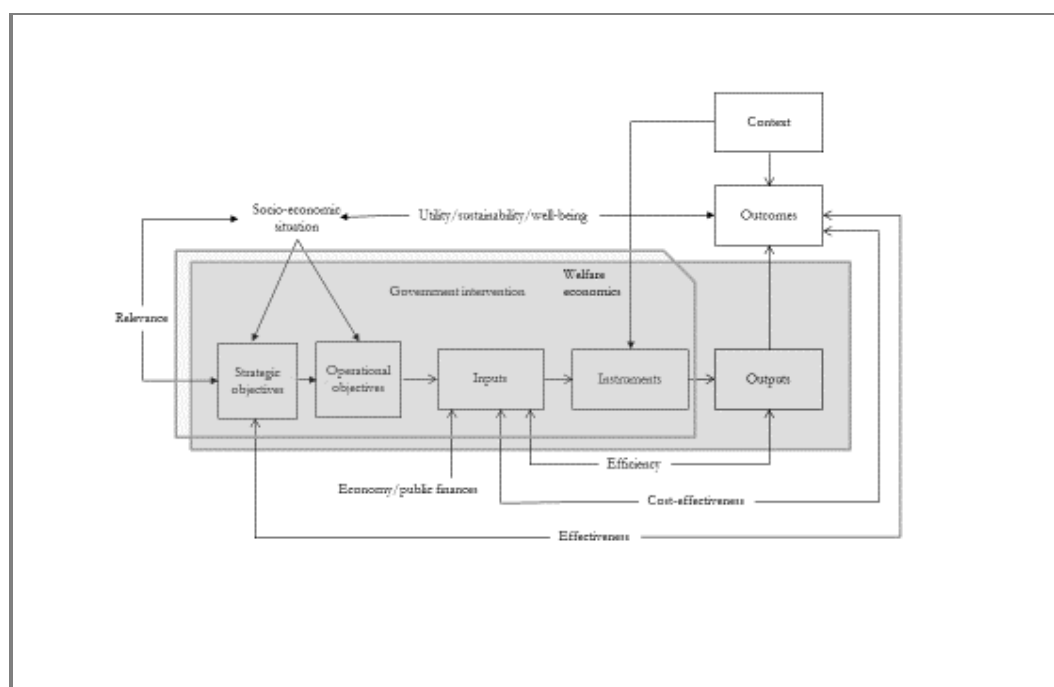 Context
Socio-economic
situation
Utility/sustainability/well-being
Outcomes
Welfare
economics
Government intervention
Relevance
Strategic
objectives
Operational
objectives
Inputs
Instruments
Outputs
Efficiency
Economy/public finances
Cost-effectiveness
Effectiveness